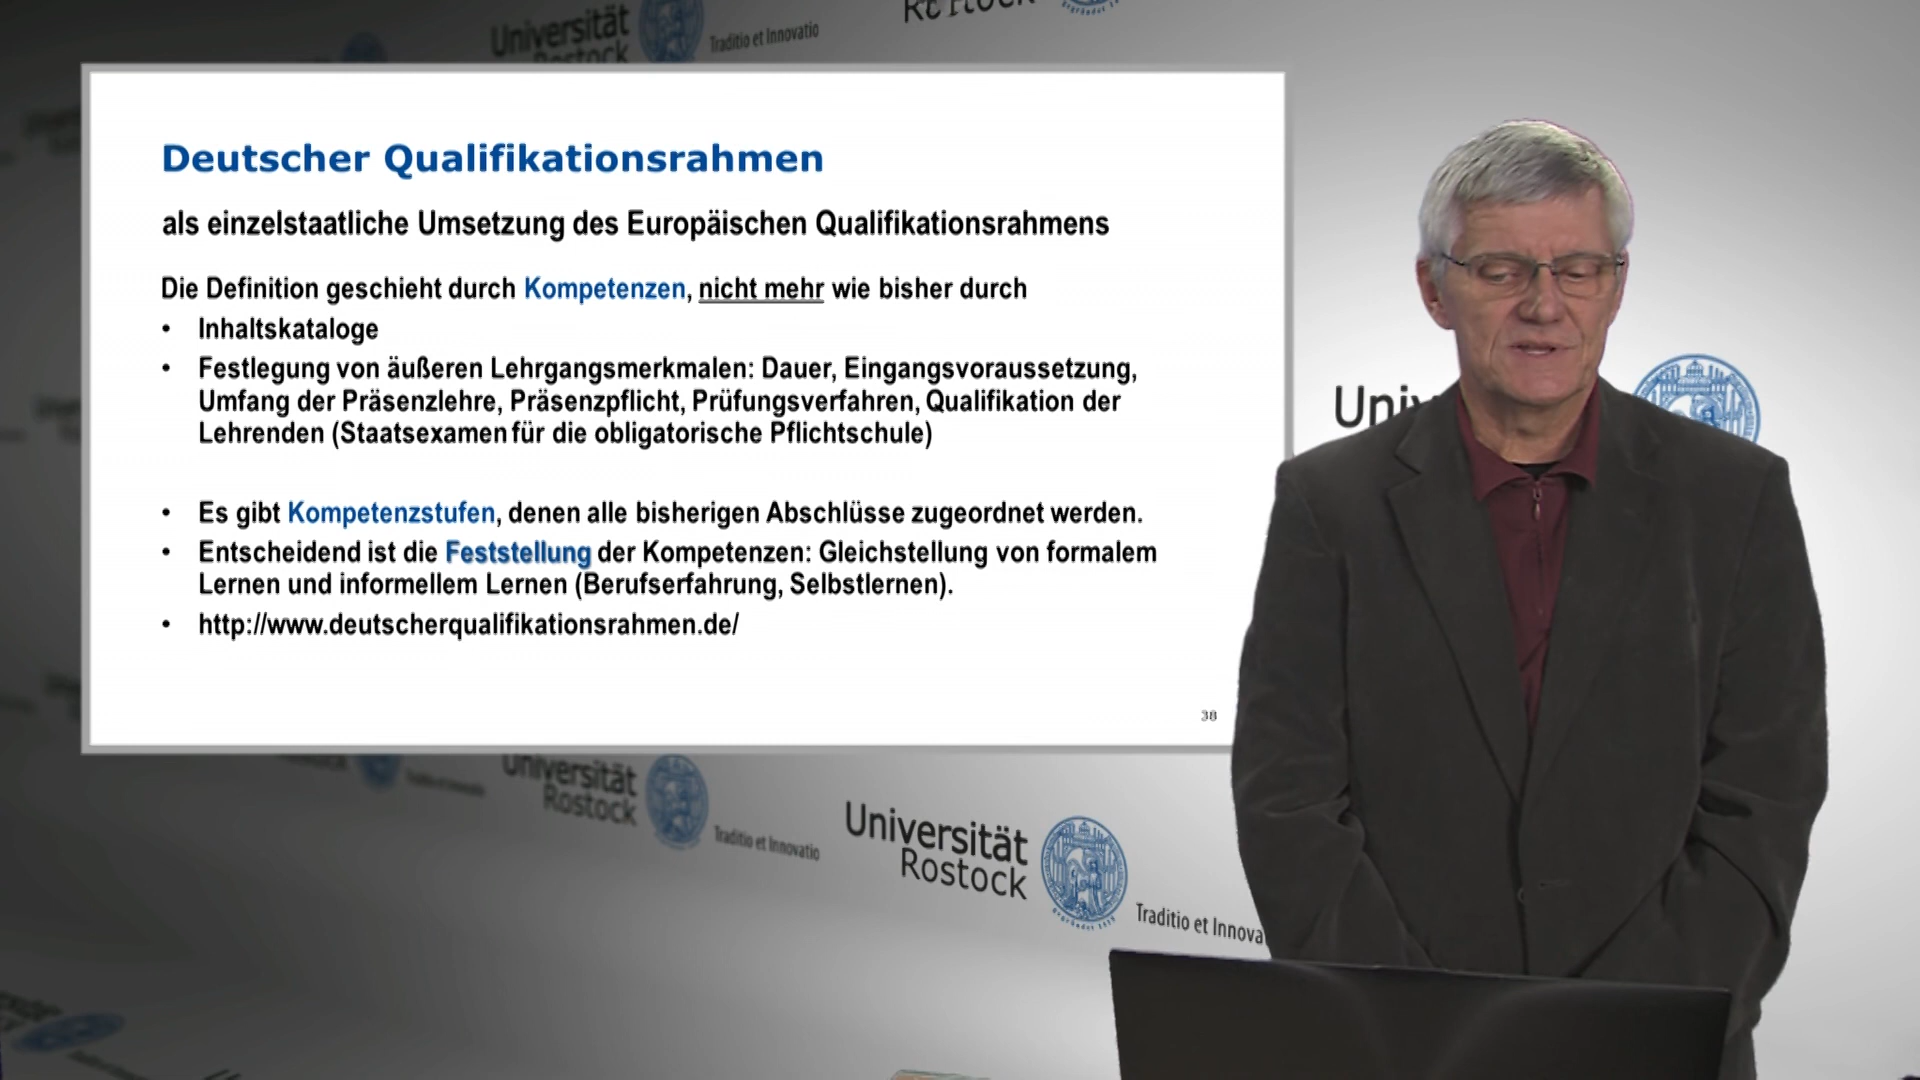 Universität
Rostock
Traditio et Innovatio
Deutscher Qualifikationsrahmen
als einzelstaatliche Umsetzung des Europäischen Qualifikationsrahmens
Die Definition geschieht durch Kompetenzen, nicht mehr wie bisher durch
• Inhaltskataloge
• Festlegung von äußeren Lehrgangsmerkmalen: Dauer, Eingangsvoraussetzung,
Umfang der Präsenzlehre, Präsenzpflicht, Prüfungsverfahren, Qualifikation der
Lehrenden (Staatsexamen für die obligatorische Pflichtschule)
• Es gibt Kompetenzstufen, denen alle bisherigen Abschlüsse zugeordnet werden.
• Entscheidend ist die Feststellung der Kompetenzen: Gleichstellung von formalem
Lernen und informellem Lernen (Berufserfahrung, Selbstlernen).
• http://www.deutscherqualifikationsrahmen.de/
38
Univ
Universität
Rostock
Traditio et Innovatio
Universität
Rostock
Traditio et Innova